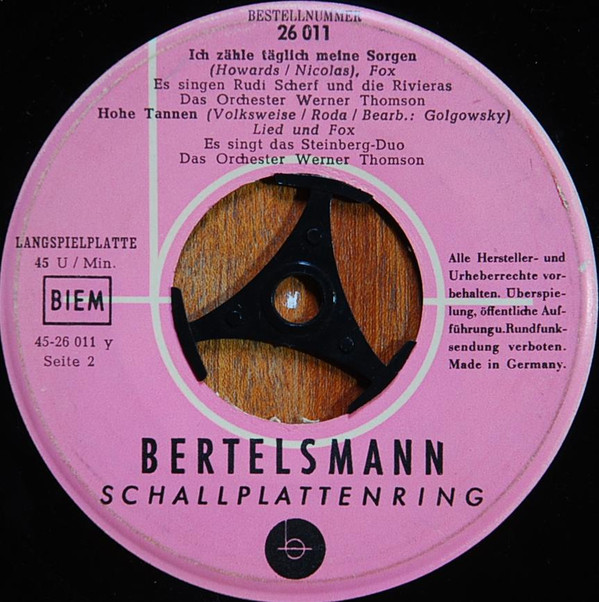 BESTELLNUMMER
26 011
Ich zähle täglich meine Sorgen
(Howards / Nicolas), Fox
Es singen Rudi Scherf und die Rivieras
Das Orchester Werner Thomson
Hohe Tannen (Volksweise / Roda / Bearb.: Golgowsky)
Lied und Fox
Es singt das Steinberg-Duo
Das Orchester Werner Thomson
LANGSPIELPLATTE
45 U / Min.
BIEM
45-26 011 y
Seite 2
Alle Hersteller- und
Urheberrechte vor-
behalten. Überspie-
lung, öffentliche Auf-
führung u. Rundfunk-
sendung verboten.
Made in Germany.
BERTELSMANN
SCHALLPLATTENRING
b